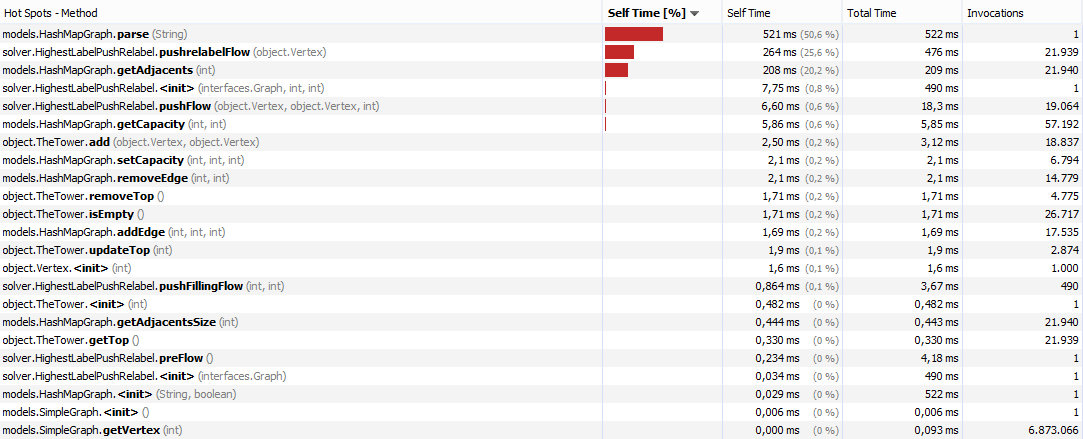 Hot Spots - Method Self Time [%] Self Time Total Time Invocations
models.HashMapGraph.parse (String) 521 ms (50,6 %) 522 ms 1
solver.HighestLabelPushRelabel.pushrelabelFlow (object.Vertex) 264 ms (25,6 %) 476 ms 21.939
models.HashMapGraph.getAdjacents (int) 208 ms (20,2 %) 209 ms 21.940
solver.HighestLabelPushRelabel.<init> (interfaces.Graph, int, int) 7,75 ms (0,8 %) 490 ms 1
solver.HighestLabelPushRelabel.pushFlow (object.Vertex, object.Vertex, int) 6,60 ms (0,6 %) 18,3 ms 19.064
models.HashMapGraph.getCapacity (int, int) 5,86 ms (0,6 %) 5,85 ms 57.192
object.TheTower.add (object.Vertex, object.Vertex) 2,50 ms (0,2 %) 3,12 ms 18.837
models.HashMapGraph.setCapacity (int, int, int) 2,1 ms (0,2 %) 2,1 ms 6.794
models.HashMapGraph.removeEdge (int, int) 2,1 ms (0,2 %) 2,1 ms 14.779
object.TheTower.removeTop () 1,71 ms (0,2 %) 1,71 ms 4.775
object.TheTower.isEmpty () 1,71 ms (0,2 %) 1,71 ms 26.717
models.HashMapGraph.addEdge (int, int, int) 1,69 ms (0,2 %) 1,69 ms 17.535
object.TheTower.updateTop () 1,9 ms (0,1 %) 1,9 ms 2.874
object.Vertex.<init> (int) 1,6 ms (0,1 %) 1,6 ms 1.000
solver.HighestLabelPushRelabel.pushFillingFlow (int, int) 0,864 ms (0,1 %) 3,67 ms 490
object.TheTower.<init> (int) 0,482 ms (0 %) 0,482 ms 1
models.HashMapGraph.getAdjacentsSize (int) 0,444 ms (0 %) 0,443 ms 21.940
object.TheTower.getTop () 0,330 ms (0 %) 0,330 ms 21.939
solver.HighestLabelPushRelabel.preFlow () 0,234 ms (0 %) 4,18 ms 1
solver.HighestLabelPushRelabel.<init> (interfaces.Graph) 0,034 ms (0 %) 490 ms 1
models.HashMapGraph.<init> (String, boolean) 0,029 ms (0 %) 522 ms 1
models.SimpleGraph.<init> () 0,006 ms (0 %) 0,006 ms 1
models.SimpleGraph.getVertex (int) 0,000 ms (0 %) 0,093 ms 6.873.066